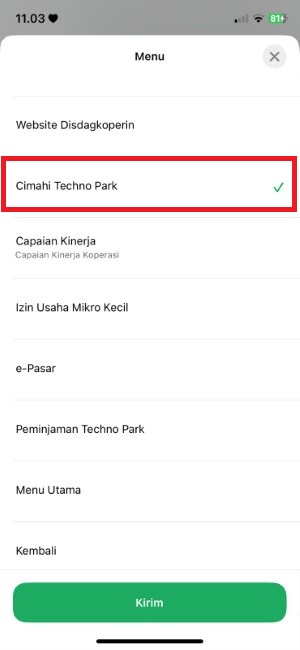 11.03
81
Menu
Website Disdagkoperin
Cimahi Techno Park
Capaian Kinerja
Capaian Kinerja Koperasi
Izin Usaha Mikro Kecil
e-Pasar
Peminjaman Techno Park
Menu Utama
Kembali
Kirim